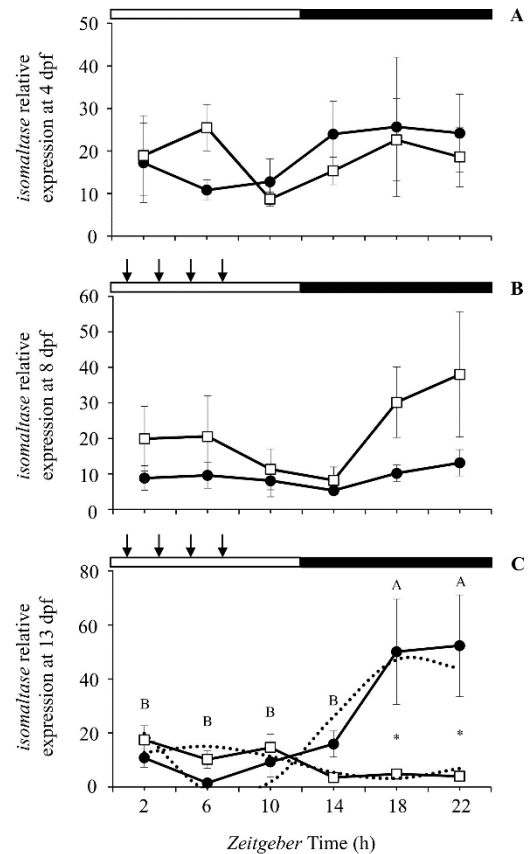 A
50
40
30
20
10
0
isomaltase relative
expression at 4 dpf
B
60
50
40
30
20
10
0
isomaltase relative
expression at 8 dpf
C
80
60
40
20
0
isomaltase relative
expression at 13 dpf
A A
B B B B
* *
2 6 10 14 18 22
Zeitgeber Time (h)